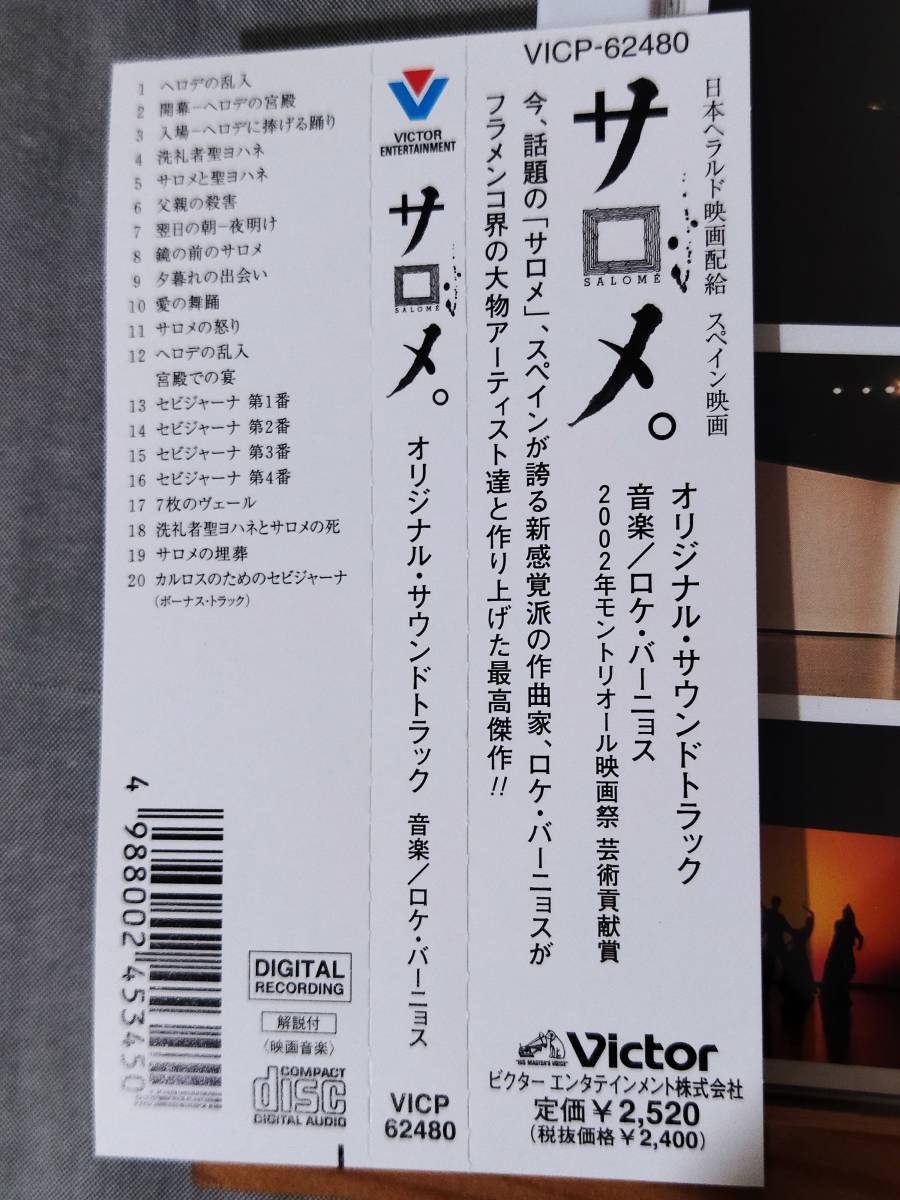 1 ヘロデの乱入
2 開幕−ヘロデの宮殿
3 入場−ヘロデに捧げる踊り
4 洗礼者聖ヨハネ
5 サロメと聖ヨハネ
6 父親の殺害
7 翌日の朝−夜明け
8 鏡の前のサロメ
9 夕暮れの出会い
10 愛の舞踊
11 サロメの怒り
12 ヘロデの乱入
宮殿での宴
13 セビジャーナ 第1番
14 セビジャーナ 第2番
15 セビジャーナ 第3番
16 セビジャーナ 第4番
17 7枚のヴェール
18 洗礼者聖ヨハネとサロメの死
19 サロメの埋葬
20 カルロスのためのセビジャーナ
(ボーナス・トラック)
4 988002 453450
DIGITAL
RECORDING
解説付
〈映画音楽〉
COMPACT
disc
DIGITAL AUDIO
VICTOR
ENTERTAINMENT
サロメ。
SALOMÉ
オリジナル・サウンドトラック 音楽/ロケ・バーニョス
VICP
62480
VICP-62480
日本ヘラルド映画配給 スペイン映画
サロメ。
SALOMÉ
オリジナル・サウンドトラック
音楽/ロケ・バーニョス
2002年モントリオール映画祭 芸術貢献賞
今、話題の「サロメ」、スペインが誇る新感覚派の作曲家、ロケ・バーニョスが
フラメンコ界の大物アーティスト達と作り上げた最高傑作!!
"HIS MASTER'S VOICE"
Victor
ビクター エンタテインメント株式会社
定価¥2,520
(税抜価格¥2,400)